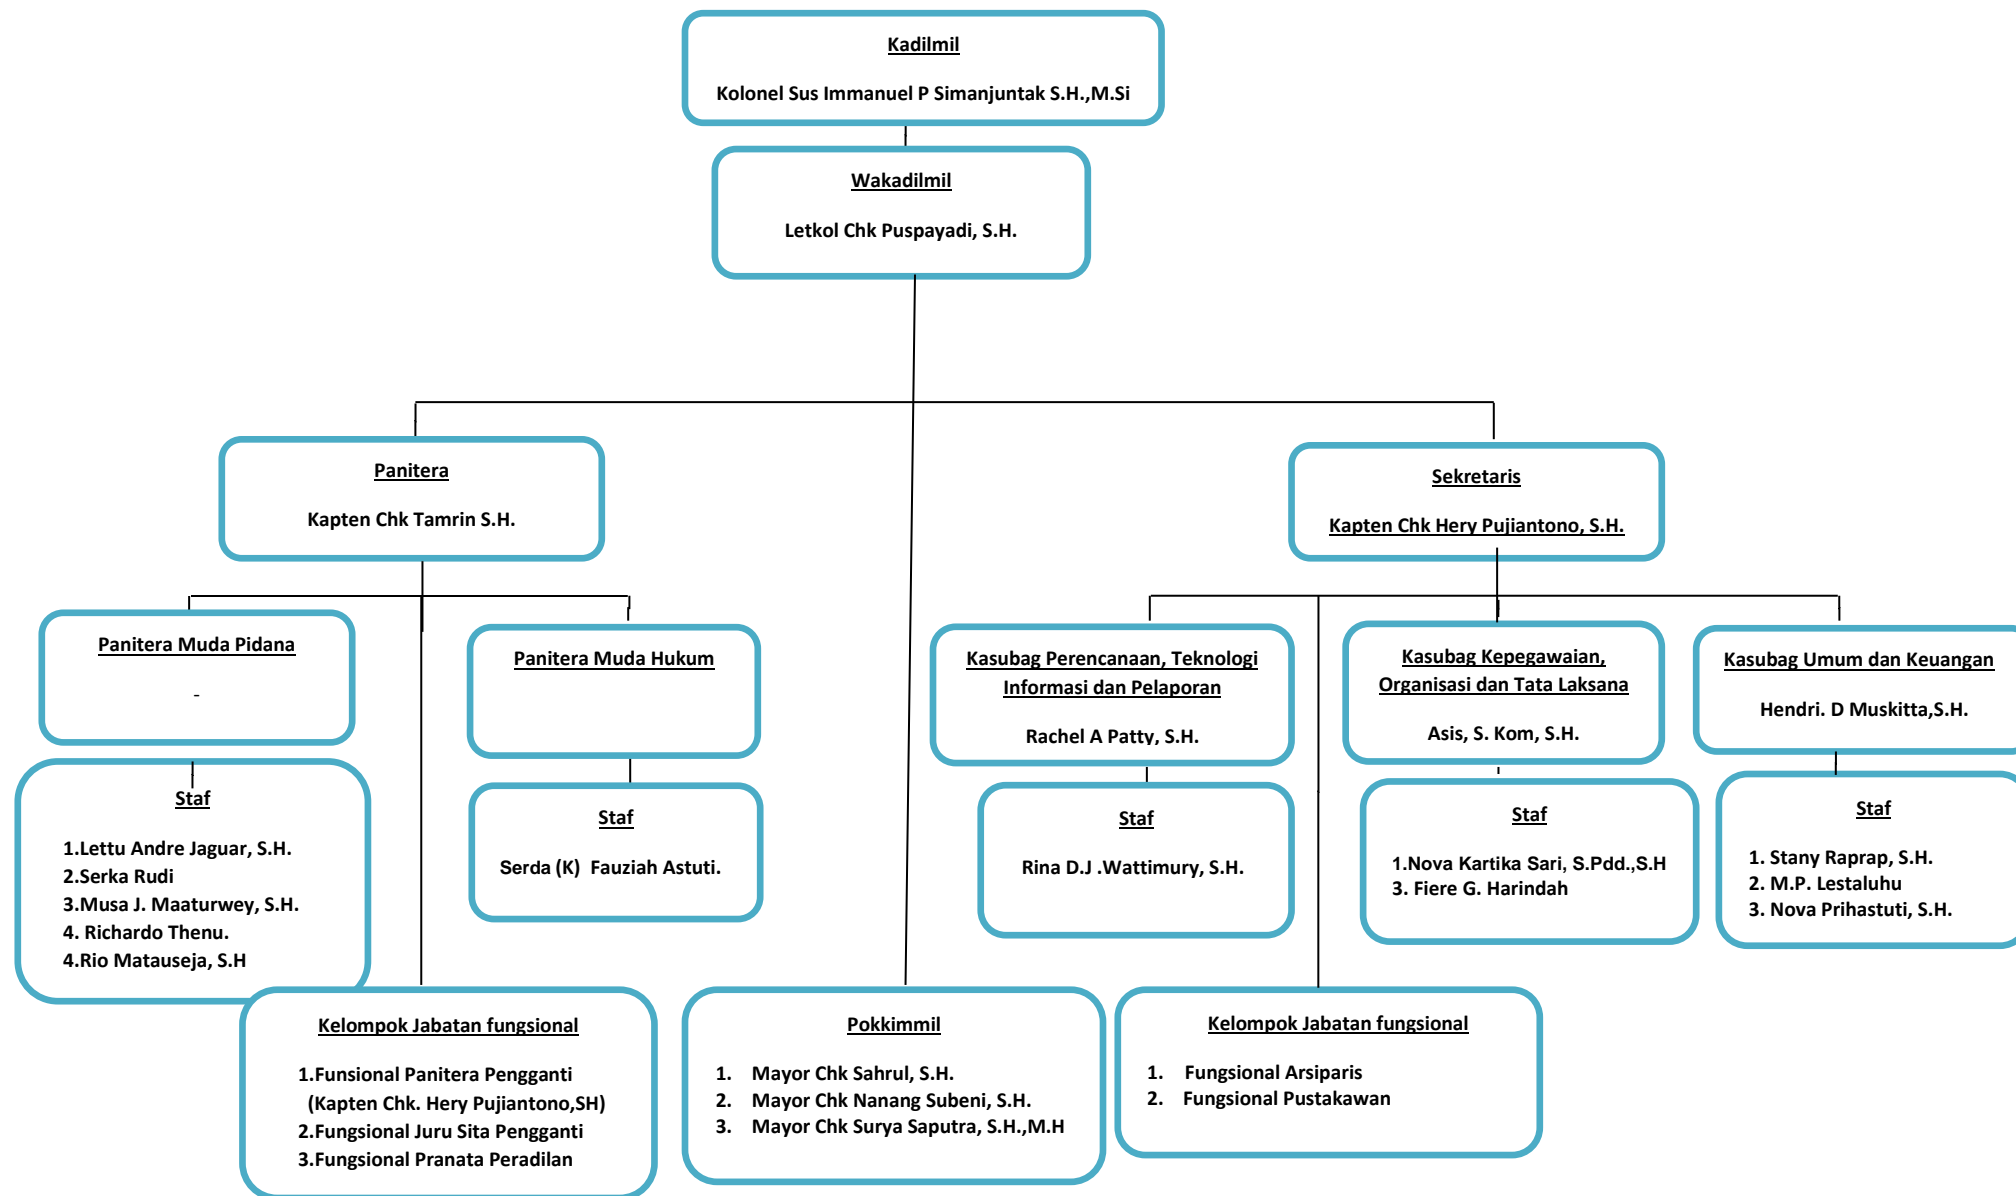 Kadilmil
Kolonel Sus Immanuel P Simanjuntak S.H.,M.Si
Wakadilmil
Letkol Chk Puspayadi, S.H.
Panitera
Kapten Chk Tamrin S.H.
Sekretaris
Kapten Chk Hery Pujiantono, S.H.
Panitera Muda Pidana
-
Panitera Muda Hukum
Kasubag Perencanaan, Teknologi
Informasi dan Pelaporan
Rachel A Patty, S.H.
Kasubag Kepegawaian,
Organisasi dan Tata Laksana
Asis, S. Kom, S.H.
Kasubag Umum dan Keuangan
Hendri. D Muskitta,S.H.
Staf
1.Lettu Andre Jaguar, S.H.
2.Serka Rudi
3.Musa J. Maaturwey, S.H.
4. Richardo Thenu.
4.Rio Matauseja, S.H
Staf
Serda (K)  Fauziah Astuti.
Staf
Rina D.J .Wattimury, S.H.
Staf
1.Nova Kartika Sari, S.Pdd.,S.H
3. Fiere G. Harindah
Staf
1. Stany Raprap, S.H.
2. M.P. Lestaluhu
3. Nova Prihastuti, S.H.
Kelompok Jabatan fungsional
1.Funsional Panitera Pengganti
(Kapten Chk. Hery Pujiantono,SH)
2.Fungsional Juru Sita Pengganti
3.Fungsional Pranata Peradilan
Pokkimmil
1. Mayor Chk Sahrul, S.H.
2. Mayor Chk Nanang Subeni, S.H.
3. Mayor Chk Surya Saputra, S.H.,M.H
Kelompok Jabatan fungsional
1. Fungsional Arsiparis
2. Fungsional Pustakawan